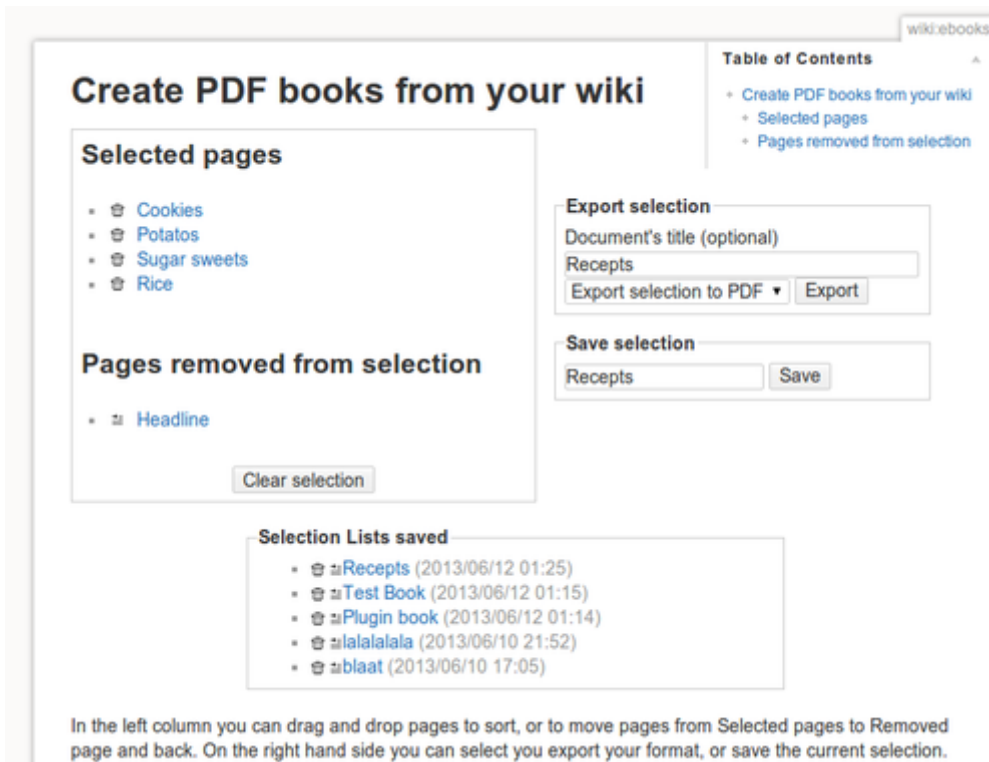 wiki:ebooks
Table of Contents
Create PDF books from your wiki
Selected pages
Pages removed from selection
Create PDF books from your wiki
Selected pages
Cookies
Potatos
Sugar sweets
Rice
Pages removed from selection
Headline
Clear selection
Export selection
Document's title (optional)
Recepts
Export selection to PDF Export
Save selection
Recepts Save
Selection Lists saved
Recepts (2013/06/12 01:25)
Test Book (2013/06/12 01:15)
Plugin book (2013/06/12 01:14)
lalalalala (2013/06/10 21:52)
blaat (2013/06/10 17:05)
In the left column you can drag and drop pages to sort, or to move pages from Selected pages to Removed
page and back. On the right hand side you can select you export your format, or save the current selection.